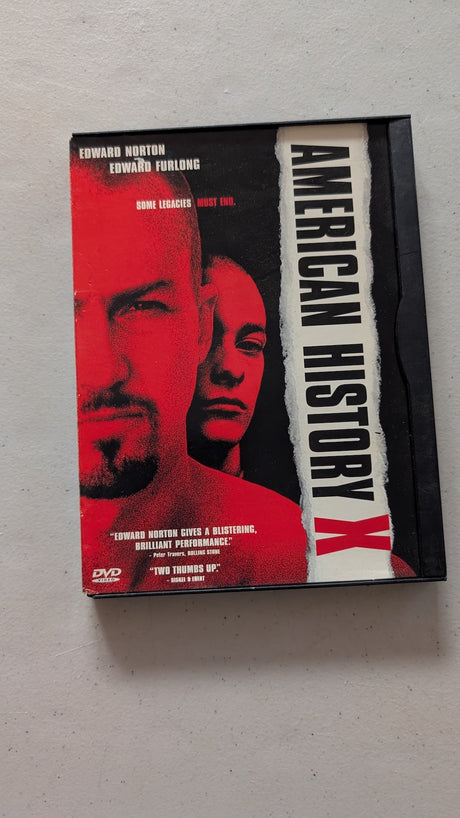 EDWARD NORTON
EDWARD FURLONG
SOME LEGACIES MUST END.
AMERICAN HISTORY X
"EDWARD NORTON GIVES A BLISTERING,
BRILLIANT PERFORMANCE."
- Peter Travers, ROLLING STONE
"TWO THUMBS UP."
- SISKEL & EBERT
DVD
VIDEO